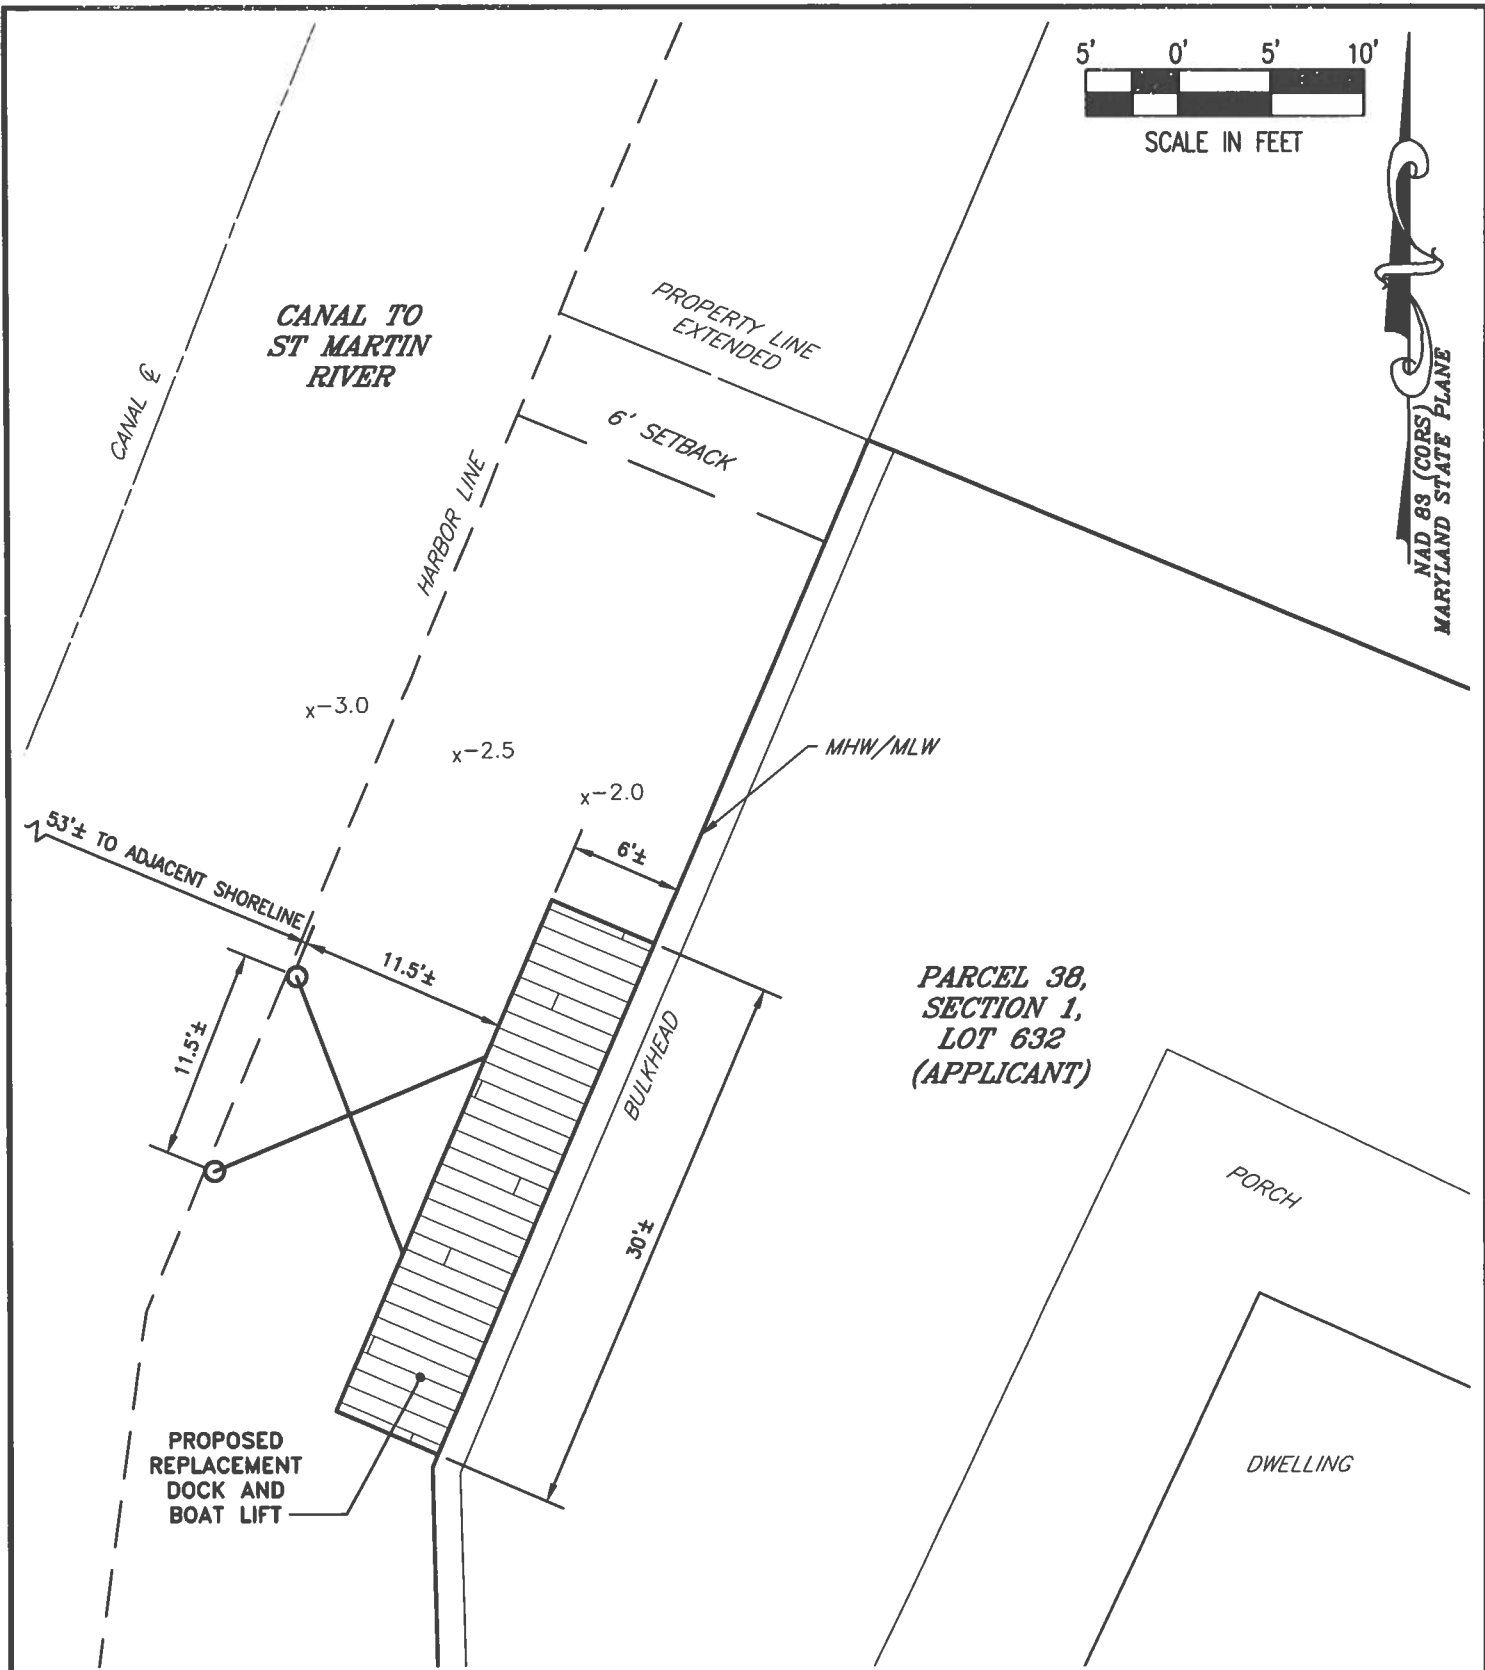 5' 0' 5' 10'
SCALE IN FEET
NAD 83 (CORS)
MARYLAND STATE PLANE
CANAL TO
ST MARTIN
RIVER
PROPERTY LINE
EXTENDED
CANAL ℄
6' SETBACK
HARBOR LINE
x-3.0
x-2.5
x-2.0
MHW/MLW
53'± TO ADJACENT SHORELINE
6'±
11.5'±
11.5'±
PARCEL 38,
SECTION 1,
LOT 632
(APPLICANT)
BULKHEAD
30'±
PORCH
PROPOSED
REPLACEMENT
DOCK AND
BOAT LIFT
DWELLING